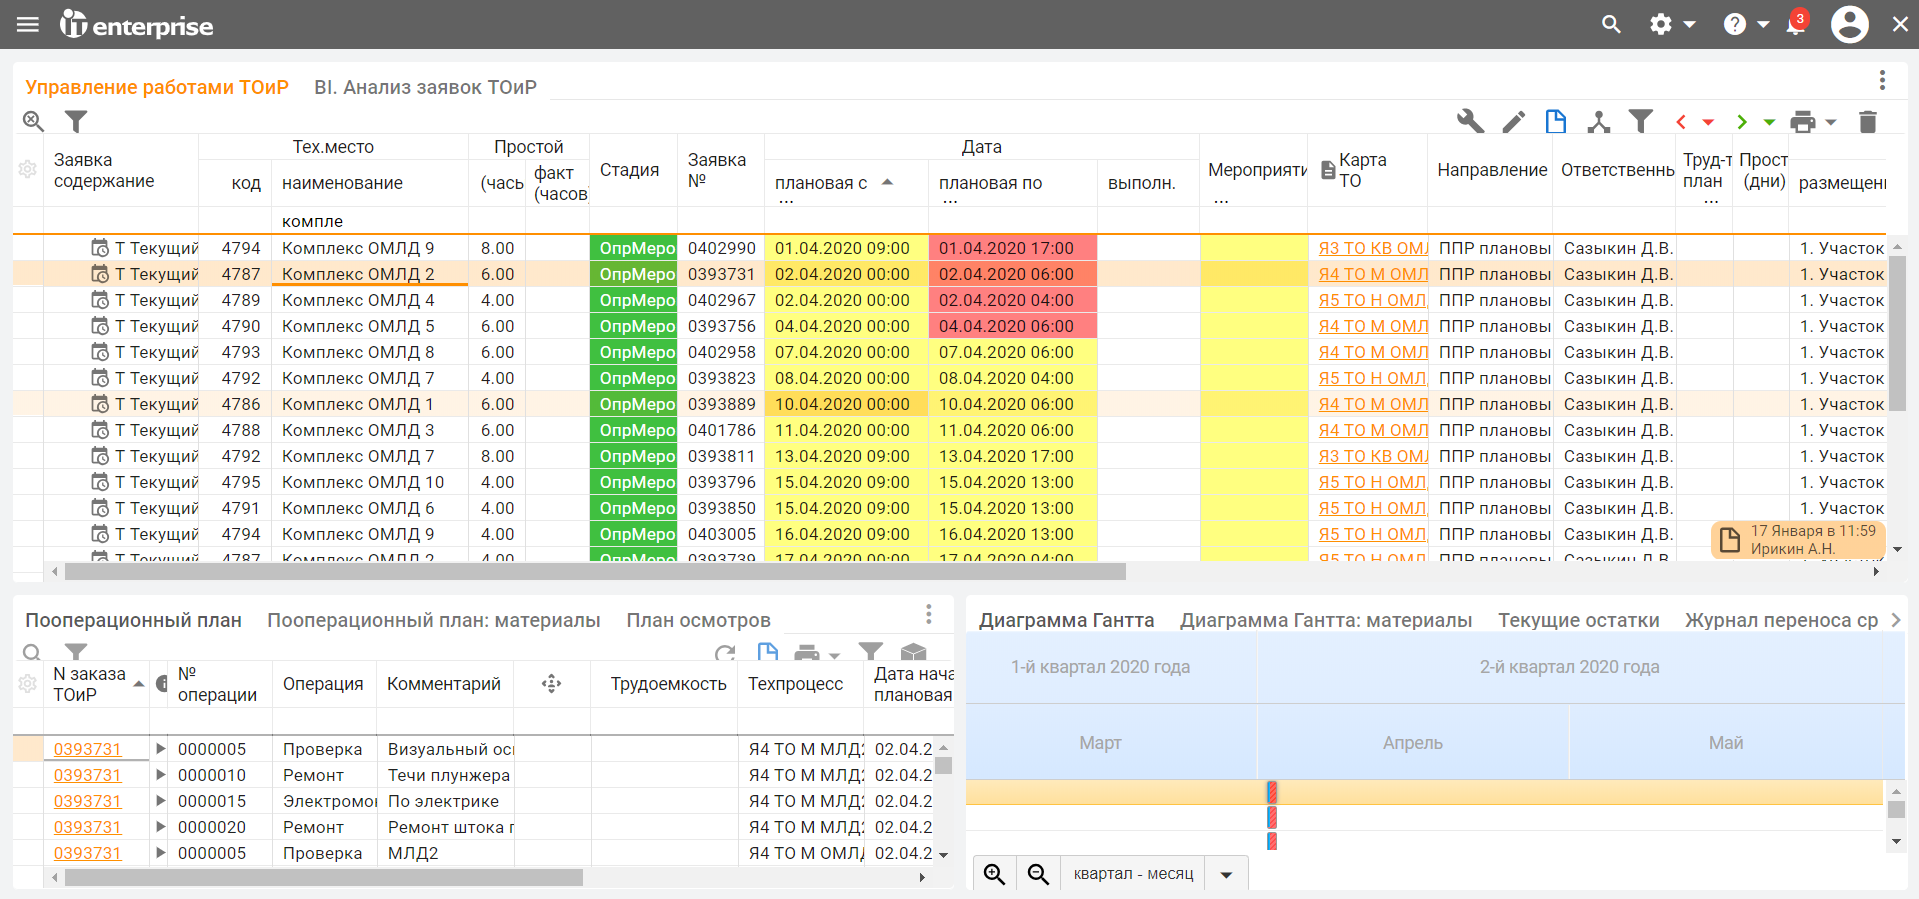 it enterprise
3
Управление работами ТОиР BI. Анализ заявок ТОиР
Заявка содержание Тех.место код наименование Простой (часы факт (часов Стадия Заявка № Дата плановая с ... плановая по ... выполн. Мероприяти ... Карта ТО Направление Ответственнь Труд-т план ... Прост (дни) размещени
компле
Т Текущий 4794 Комплекс ОМЛД 9 8.00 ОпрМеро 0402990 01.04.2020 09:00 01.04.2020 17:00 Я3 ТО КВ ОМЛ ППР плановы Сазыкин Д.В. 1. Участок
Т Текущий 4787 Комплекс ОМЛД 2 6.00 ОпрМеро 0393731 02.04.2020 00:00 02.04.2020 06:00 Я4 ТО М ОМЛ ППР плановы Сазыкин Д.В. 1. Участок
Т Текущий 4789 Комплекс ОМЛД 4 4.00 ОпрМеро 0402967 02.04.2020 00:00 02.04.2020 04:00 Я5 ТО Н ОМЛ ППР плановы Сазыкин Д.В. 1. Участок
Т Текущий 4790 Комплекс ОМЛД 5 6.00 ОпрМеро 0393756 04.04.2020 00:00 04.04.2020 06:00 Я4 ТО М ОМЛ ППР плановы Сазыкин Д.В. 1. Участок
Т Текущий 4793 Комплекс ОМЛД 8 6.00 ОпрМеро 0402958 07.04.2020 00:00 07.04.2020 06:00 Я4 ТО М ОМЛ ППР плановы Сазыкин Д.В. 1. Участок
Т Текущий 4792 Комплекс ОМЛД 7 4.00 ОпрМеро 0393823 08.04.2020 00:00 08.04.2020 04:00 Я5 ТО Н ОМЛ ППР плановы Сазыкин Д.В. 1. Участок
Т Текущий 4786 Комплекс ОМЛД 1 6.00 ОпрМеро 0393889 10.04.2020 00:00 10.04.2020 06:00 Я4 ТО М ОМЛ ППР плановы Сазыкин Д.В. 1. Участок
Т Текущий 4788 Комплекс ОМЛД 3 6.00 ОпрМеро 0401786 11.04.2020 00:00 11.04.2020 06:00 Я4 ТО М ОМЛ ППР плановы Сазыкин Д.В. 1. Участок
Т Текущий 4792 Комплекс ОМЛД 7 8.00 ОпрМеро 0393811 13.04.2020 09:00 13.04.2020 17:00 Я3 ТО КВ ОМЛ ППР плановы Сазыкин Д.В. 1. Участок
Т Текущий 4795 Комплекс ОМЛД 10 4.00 ОпрМеро 0393796 15.04.2020 09:00 15.04.2020 13:00 Я5 ТО Н ОМЛ ППР плановы Сазыкин Д.В. 1. Участок
Т Текущий 4791 Комплекс ОМЛД 6 4.00 ОпрМеро 0393850 15.04.2020 09:00 15.04.2020 13:00 Я5 ТО Н ОМЛ ППР плановы Сазыкин Д.В. 1. Участок
Т Текущий 4794 Комплекс ОМЛД 9 4.00 ОпрМеро 0403005 16.04.2020 09:00 16.04.2020 13:00 Я5 ТО Н ОМЛ ППР плановы Сазыкин Д.В.
Т Текущий 4787 Комплекс ОМЛД 2 4.00 ОпрМеро 0393739 17.04.2020 00:00 17.04.2020 04:00 Я5 ТО Н ОМЛ ППР плановы Сазыкин Д.В.
17 Января в 11:59
Ирикин А.Н.
Пооперационный план Пооперационный план: материалы План осмотров
N заказа ТОиР № операции Операция Комментарий Трудоемкость Техпроцесс Дата нача плановая
0393731 0000005 Проверка Визуальный ос Я4 ТО М МЛД2 02.04.2
0393731 0000010 Ремонт Течи плунжера Я4 ТО М МЛД2 02.04.2
0393731 0000015 Электромо По электрике Я4 ТО М МЛД2 02.04.2
0393731 0000020 Ремонт Ремонт штока г Я4 ТО М МЛД2 02.04.2
0393731 0000005 Проверка МЛД2 Я4 ТО М ОМЛД 02.04.2
Диаграмма Гантта Диаграмма Гантта: материалы Текущие остатки Журнал переноса ср
1-й квартал 2020 года 2-й квартал 2020 года
Март Апрель Май
квартал - месяц